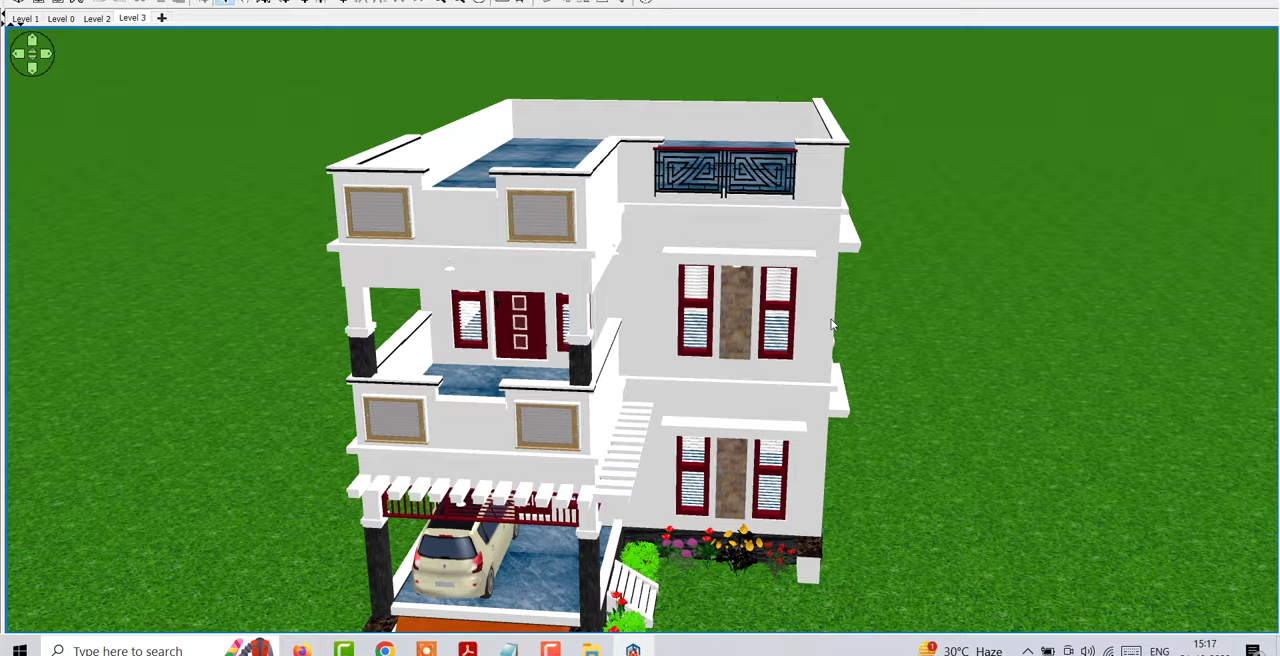 Level 1 Level 0 Level 2 Level 3
Type here to search
30°C Haze
ENG
15:17